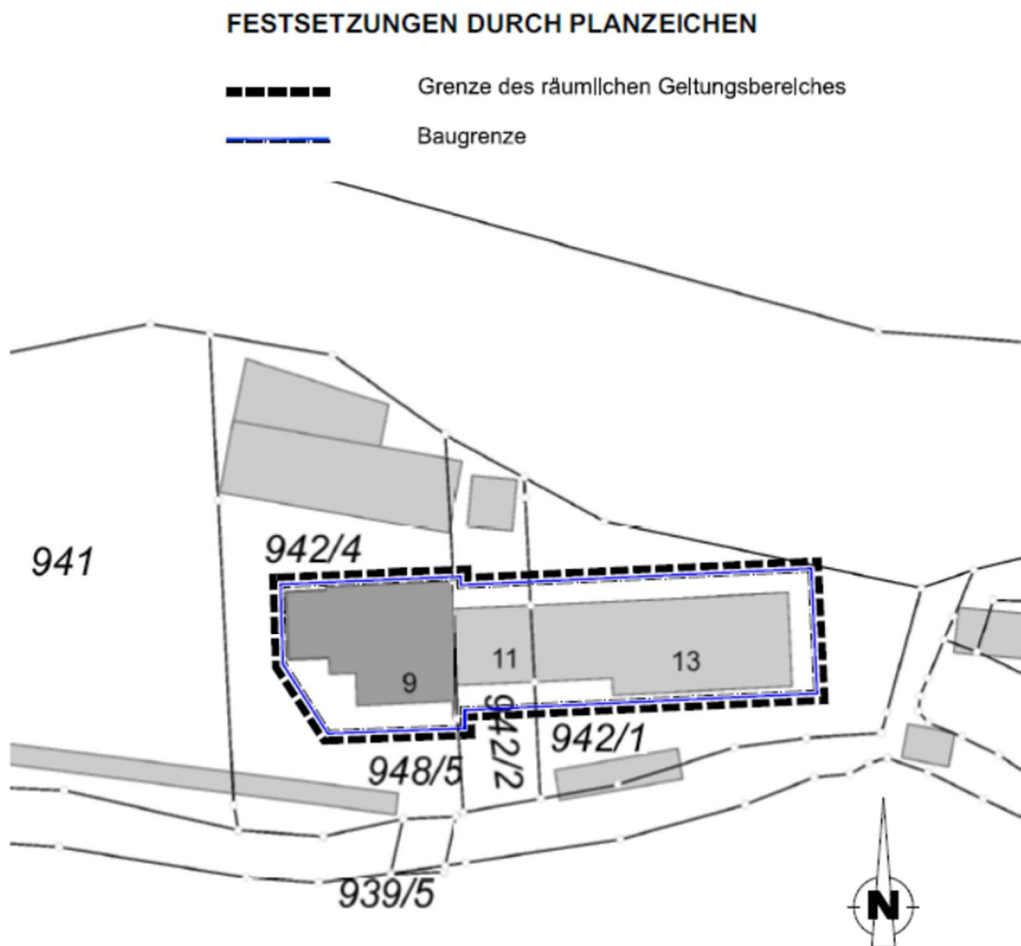 FESTSETZUNGEN DURCH PLANZEICHEN
Grenze des räumlichen Geltungsbereiches
Baugrenze
941
942/4
9
11
13
942/2
942/1
948/5
939/5
N